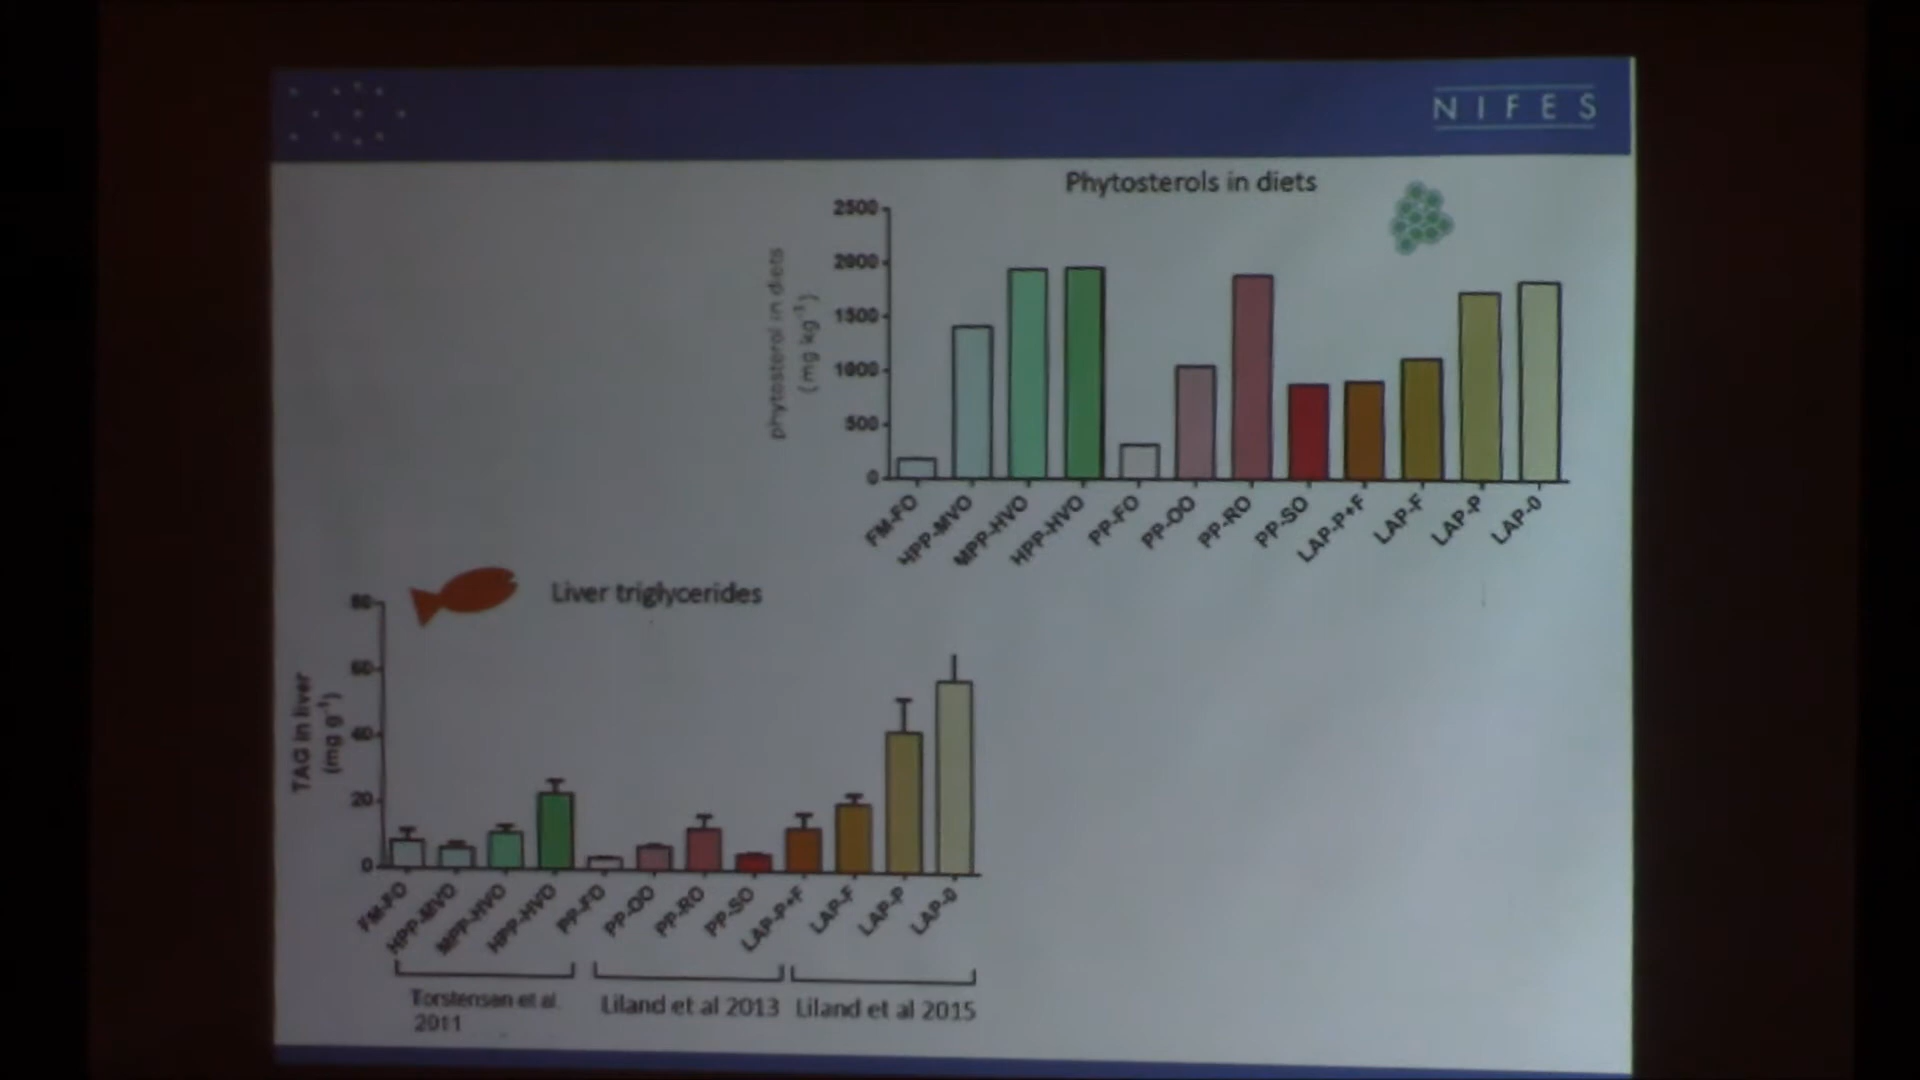 NIFES
Phytosterols in diets
phytosterol in diets
(mg kg⁻¹)
2500
2000
1500
1000
500
0
FM-FO
HPP-MVO
MPP-HVO
HPP-HVO
PP-FO
PP-OO
PP-RO
PP-SO
LAP-P+F
LAP-F
LAP-P
LAP-0
Liver triglycerides
TAG in liver
(mg g⁻¹)
80
60
40
20
0
FM-FO
HPP-MVO
MPP-HVO
HPP-HVO
PP-FO
PP-OO
PP-RO
PP-SO
LAP-P+F
LAP-F
LAP-P
LAP-0
Torstensen et al.
2011
Liland et al 2013
Liland et al 2015